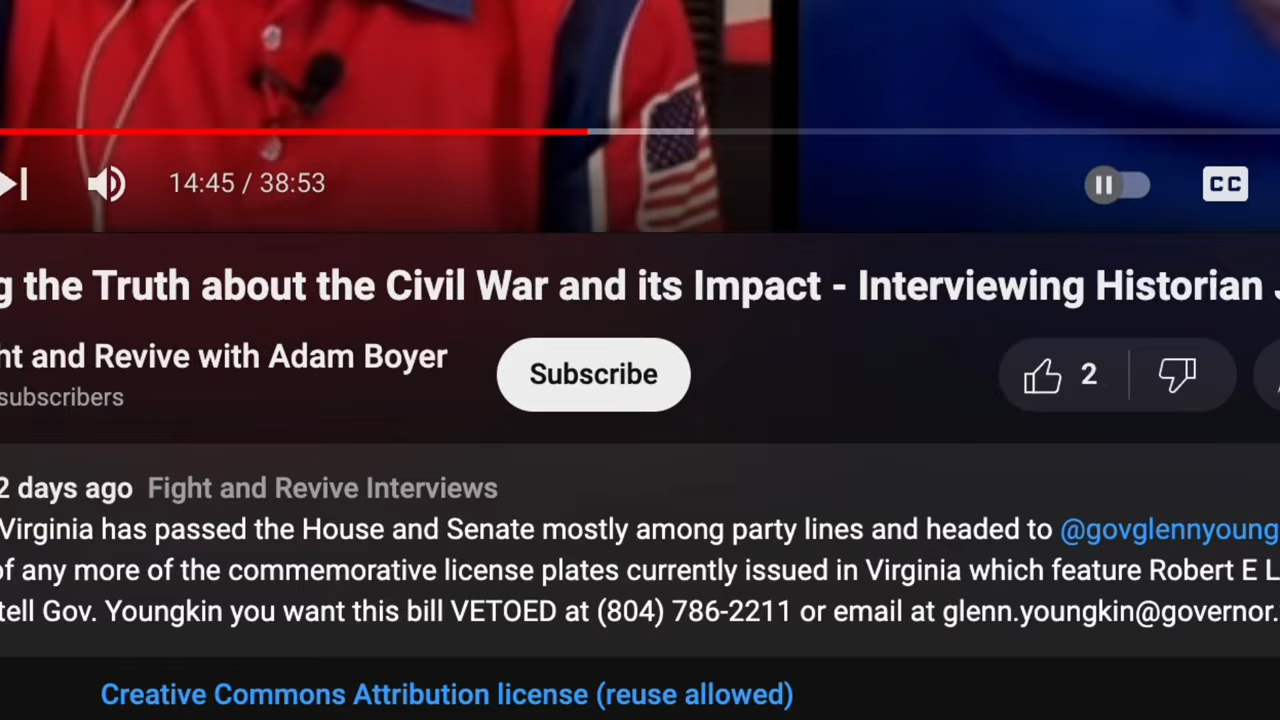 14:45 / 38:53
CC
g the Truth about the Civil War and its Impact - Interviewing Historian
ht and Revive with Adam Boyer
Subscribe
2
subscribers
2 days ago Fight and Revive Interviews
Virginia has passed the House and Senate mostly among party lines and headed to @govglennyoung
of any more of the commemorative license plates currently issued in Virginia which feature Robert E L
tell Gov. Youngkin you want this bill VETOED at (804) 786-2211 or email at glenn.youngkin@governor.
Creative Commons Attribution license (reuse allowed)